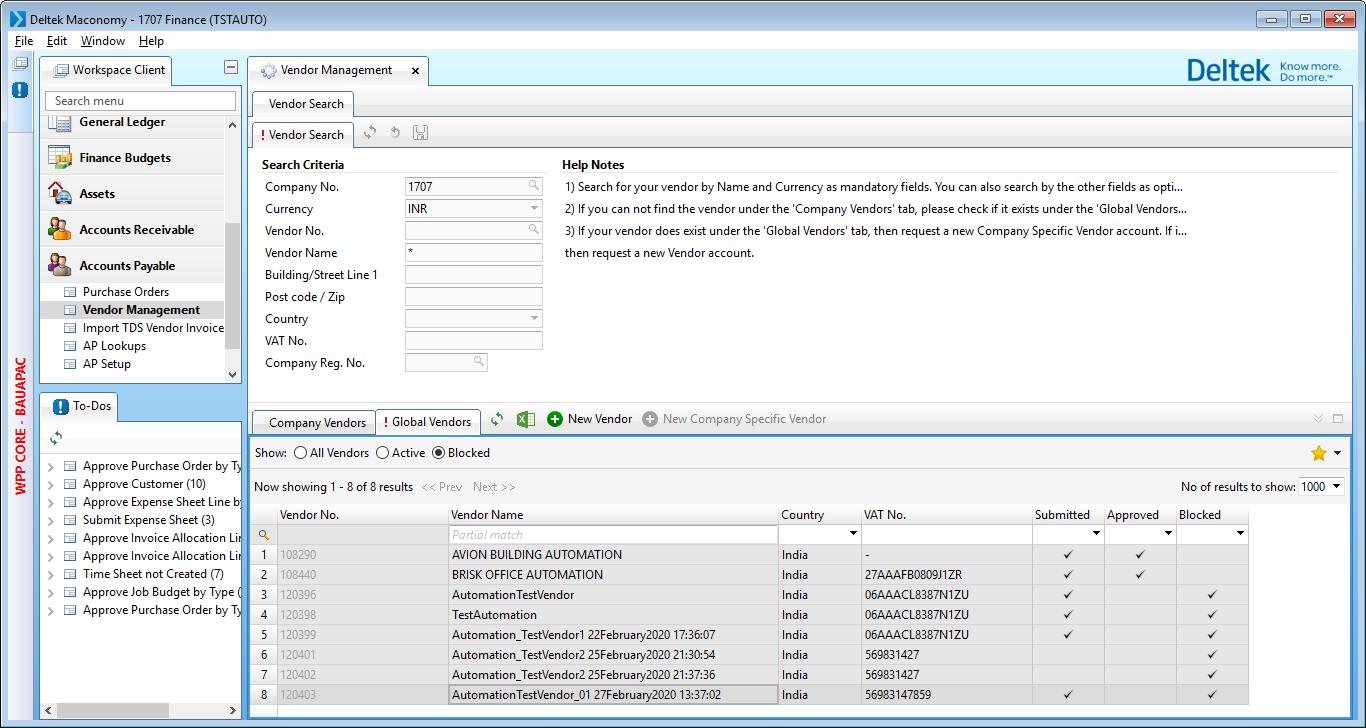 Deltek Maconomy - 1707 Finance (TSTAUTO)
File Edit Window Help
Workspace Client
Vendor Management
Deltek Know more. Do more.™
Search menu
General Ledger
Finance Budgets
Assets
Accounts Receivable
Accounts Payable
Purchase Orders
Vendor Management
Import TDS Vendor Invoice
AP Lookups
AP Setup
WPP CORE - BAUAPAC
To-Dos
Approve Purchase Order by Ty
Approve Customer (10)
Approve Expense Sheet Line by
Submit Expense Sheet (3)
Approve Invoice Allocation Lin
Approve Invoice Allocation Lin
Time Sheet not Created (7)
Approve Job Budget by Type (
Approve Purchase Order by Ty
Vendor Search
! Vendor Search
Search Criteria
Company No. 1707
Currency INR
Vendor No.
Vendor Name *
Building/Street Line 1
Post code / Zip
Country
VAT No.
Company Reg. No.
Help Notes
1) Search for your vendor by Name and Currency as mandatory fields. You can also search by the other fields as opti...
2) If you can not find the vendor under the 'Company Vendors' tab, please check if it exists under the 'Global Vendors...
3) If your vendor does exist under the 'Global Vendors' tab, then request a new Company Specific Vendor account. If i...
then request a new Vendor account.
Company Vendors ! Global Vendors New Vendor New Company Specific Vendor
Show: All Vendors Active Blocked
Now showing 1 - 8 of 8 results << Prev Next >> No of results to show: 1000
Vendor No. Vendor Name Country VAT No. Submitted Approved Blocked
Partial match
1 108290 AVION BUILDING AUTOMATION India - ✓ ✓
2 108440 BRISK OFFICE AUTOMATION India 27AAAFB0809J1ZR ✓ ✓
3 120396 AutomationTestVendor India 06AAACL8387N1ZU ✓ ✓
4 120398 TestAutomation India 06AAACL8387N1ZU ✓ ✓
5 120399 Automation_TestVendor1 22February2020 17:36:07 India 06AAACL8387N1ZU ✓ ✓
6 120401 Automation_TestVendor2 25February2020 21:30:54 India 569831427 ✓
7 120402 Automation_TestVendor2 25February2020 21:37:36 India 569831427 ✓
8 120403 AutomationTestVendor_01 27February2020 13:37:02 India 56983147859 ✓ ✓